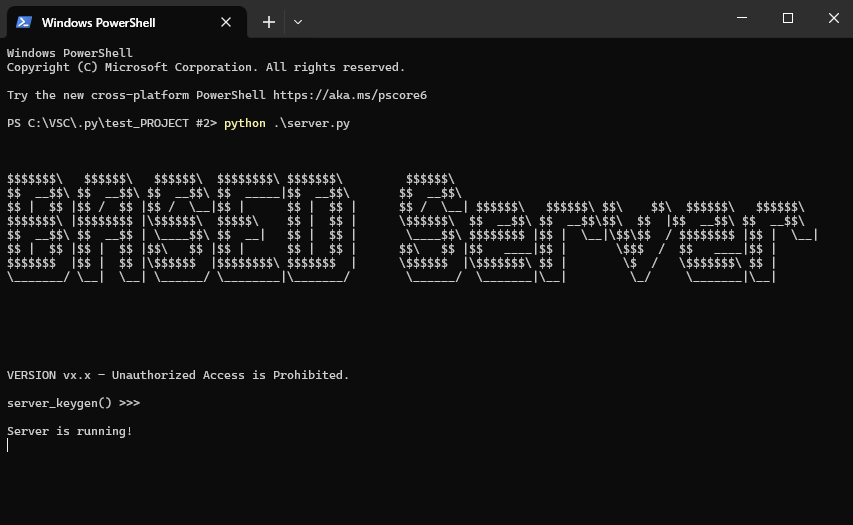 Windows PowerShell
Windows PowerShell
Copyright (C) Microsoft Corporation. All rights reserved.
Try the new cross-platform PowerShell https://aka.ms/pscore6
PS C:\VSC\.py\test_PROJECT #2> python .\server.py
BASED Server
VERSION vx.x - Unauthorized Access is Prohibited.
server_keygen() >>>
Server is running!